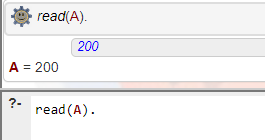 read(A).
200
A = 200
?- read(A).